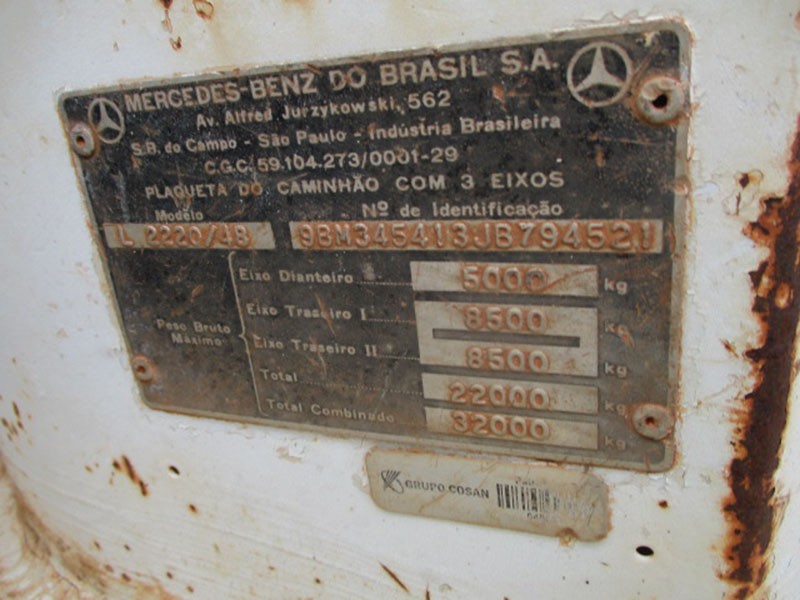 MERCEDES-BENZ DO BRASIL S.A.
Av. Alfred Jurzykowski, 562
S.B. do Campo - São Paulo - Indústria Brasileira
C.G.C. 59.104.273/0001-29
PLAQUETA DO CAMINHÃO COM 3 EIXOS
Modelo Nº de Identificação
L 2220/48 9BM345413JB794521
Peso Bruto Máximo
Eixo Dianteiro 5000 kg
Eixo Traseiro I 8500 kg
Eixo Traseiro II 8500 kg
Total 22000 kg
Total Combinado 32000 kg
GRUPO COSAN